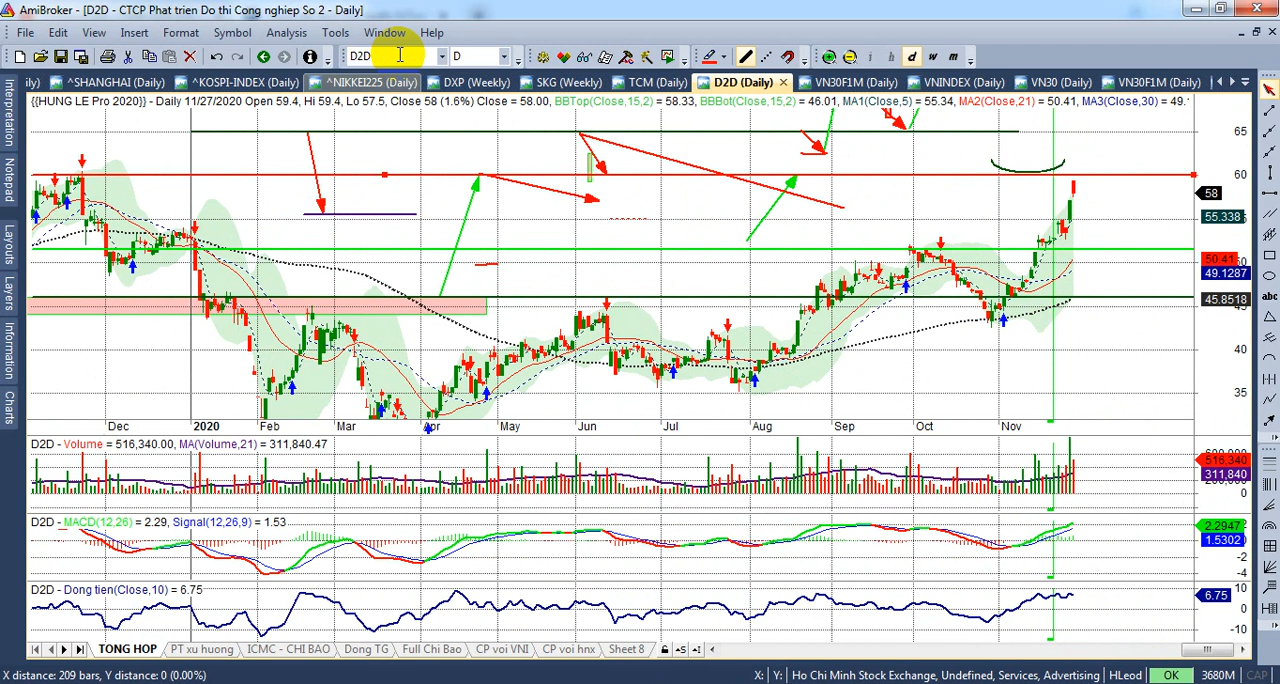 AmiBroker - [D2D - CTCP Phat trien Do thi Cong nghiep So 2 - Daily]
File Edit View Insert Format Symbol Analysis Tools Window Help
D2D D i h d w m
ily) ^SHANGHAI (Daily) ^KOSPI-INDEX (Daily) ^NIKKEI225 (Daily) DXP (Weekly) SKG (Weekly) TCM (Daily) D2D (Daily) VN30F1M (Daily) VNINDEX (Daily) VN30 (Daily) VN30F1M (Daily)
{{HUNG LE Pro 2020}} - Daily 11/27/2020 Open 59.4, Hi 59.4, Lo 57.5, Close 58 (1.6%) Close = 58.00, BBTop(Close,15,2) = 58.33, BBBot(Close,15,2) = 46.01, MA1(Close,5) = 55.34, MA2(Close,21) = 50.41, MA3(Close,30) = 49.
Interpretation
Notepad
Layouts
Layers
Information
Charts
abc
65
60
58
55.338
50.41
49.1287
45.8518
40
35
Dec 2020 Feb Mar Apr May Jun Jul Aug Sep Oct Nov
D2D - Volume = 516,340.00, MA(Volume,21) = 311,840.47
516,340
311,840
0
D2D - MACD(12,26) = 2.29, Signal(12,26,9) = 1.53
2.2947
1.5302
-2
-4
D2D - Dong tien(Close,10) = 6.75
10
6.75
0
-10
TONG HOP PT xu huong ICMC - CHI BAO Dong TG Full Chi Bao CP voi VNI CP voi hnx Sheet 8
X distance: 209 bars, Y distance: 0 (0.00%) X: Y: Ho Chi Minh Stock Exchange, Undefined, Services, Advertising HLeod OK 3680M CAP